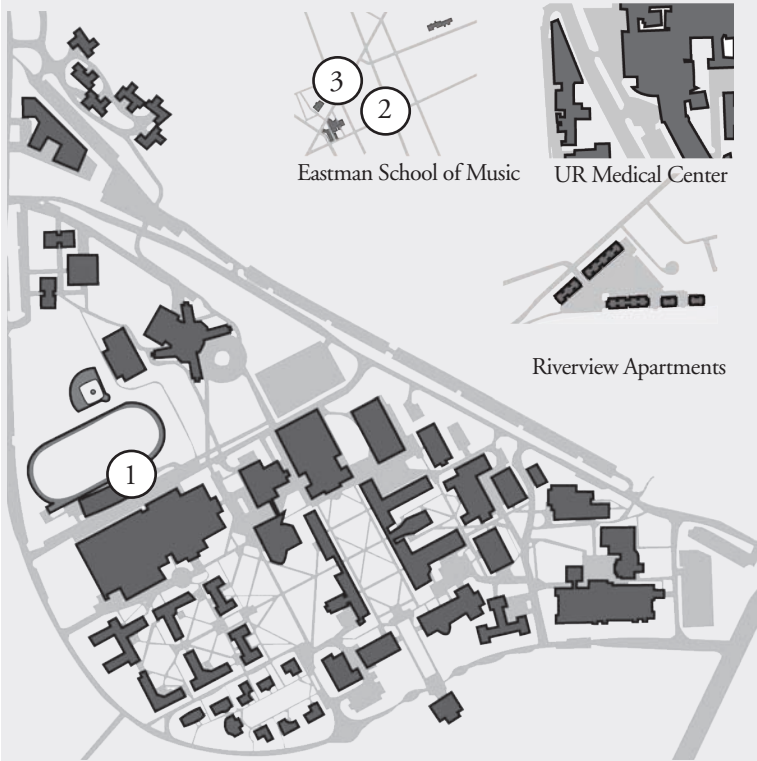 3
2
Eastman School of Music
UR Medical Center
Riverview Apartments
1